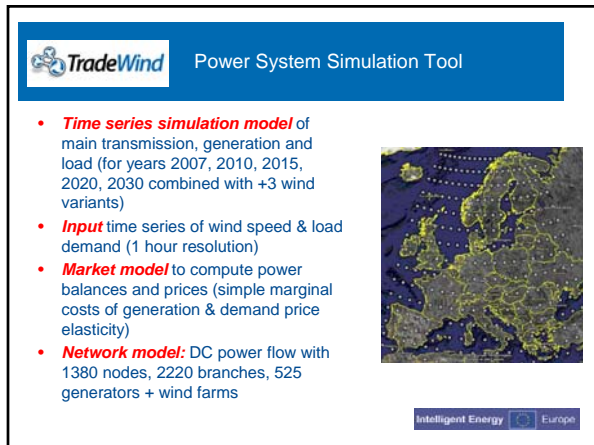 TradeWind
Power System Simulation Tool
• Time series simulation model of
main transmission, generation and
load (for years 2007, 2010, 2015,
2020, 2030 combined with +3 wind
variants)
• Input time series of wind speed & load
demand (1 hour resolution)
• Market model to compute power
balances and prices (simple marginal
costs of generation & demand price
elasticity)
• Network model: DC power flow with
1380 nodes, 2220 branches, 525
generators + wind farms
Intelligent Energy Europe